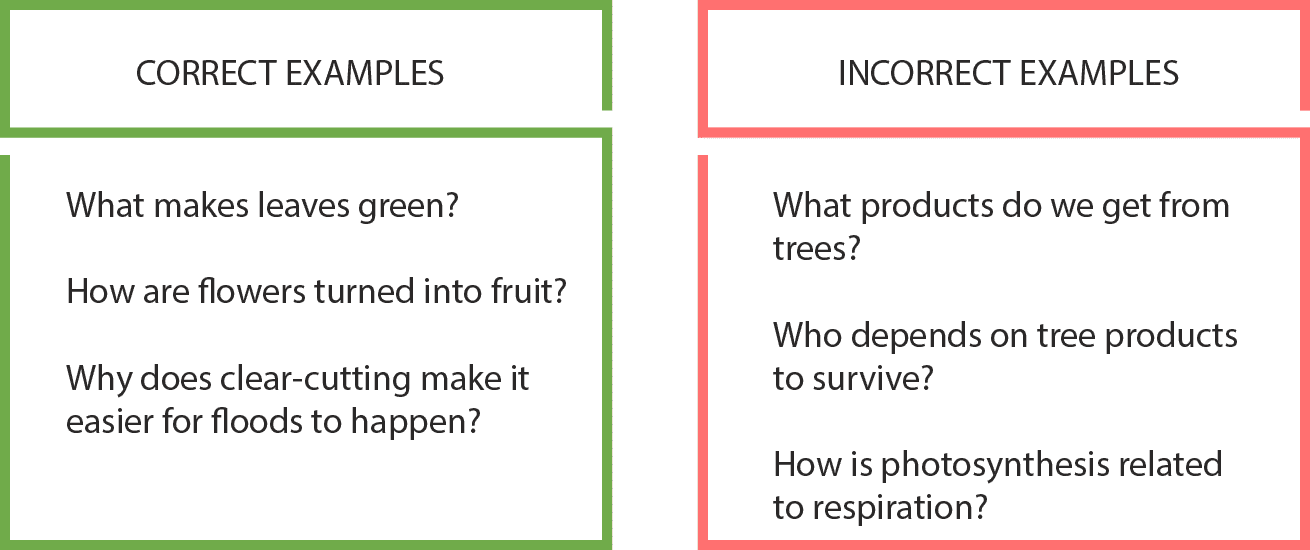 CORRECT EXAMPLES
What makes leaves green?
How are flowers turned into fruit?
Why does clear-cutting make it
easier for floods to happen?
INCORRECT EXAMPLES
What products do we get from
trees?
Who depends on tree products
to survive?
How is photosynthesis related
to respiration?